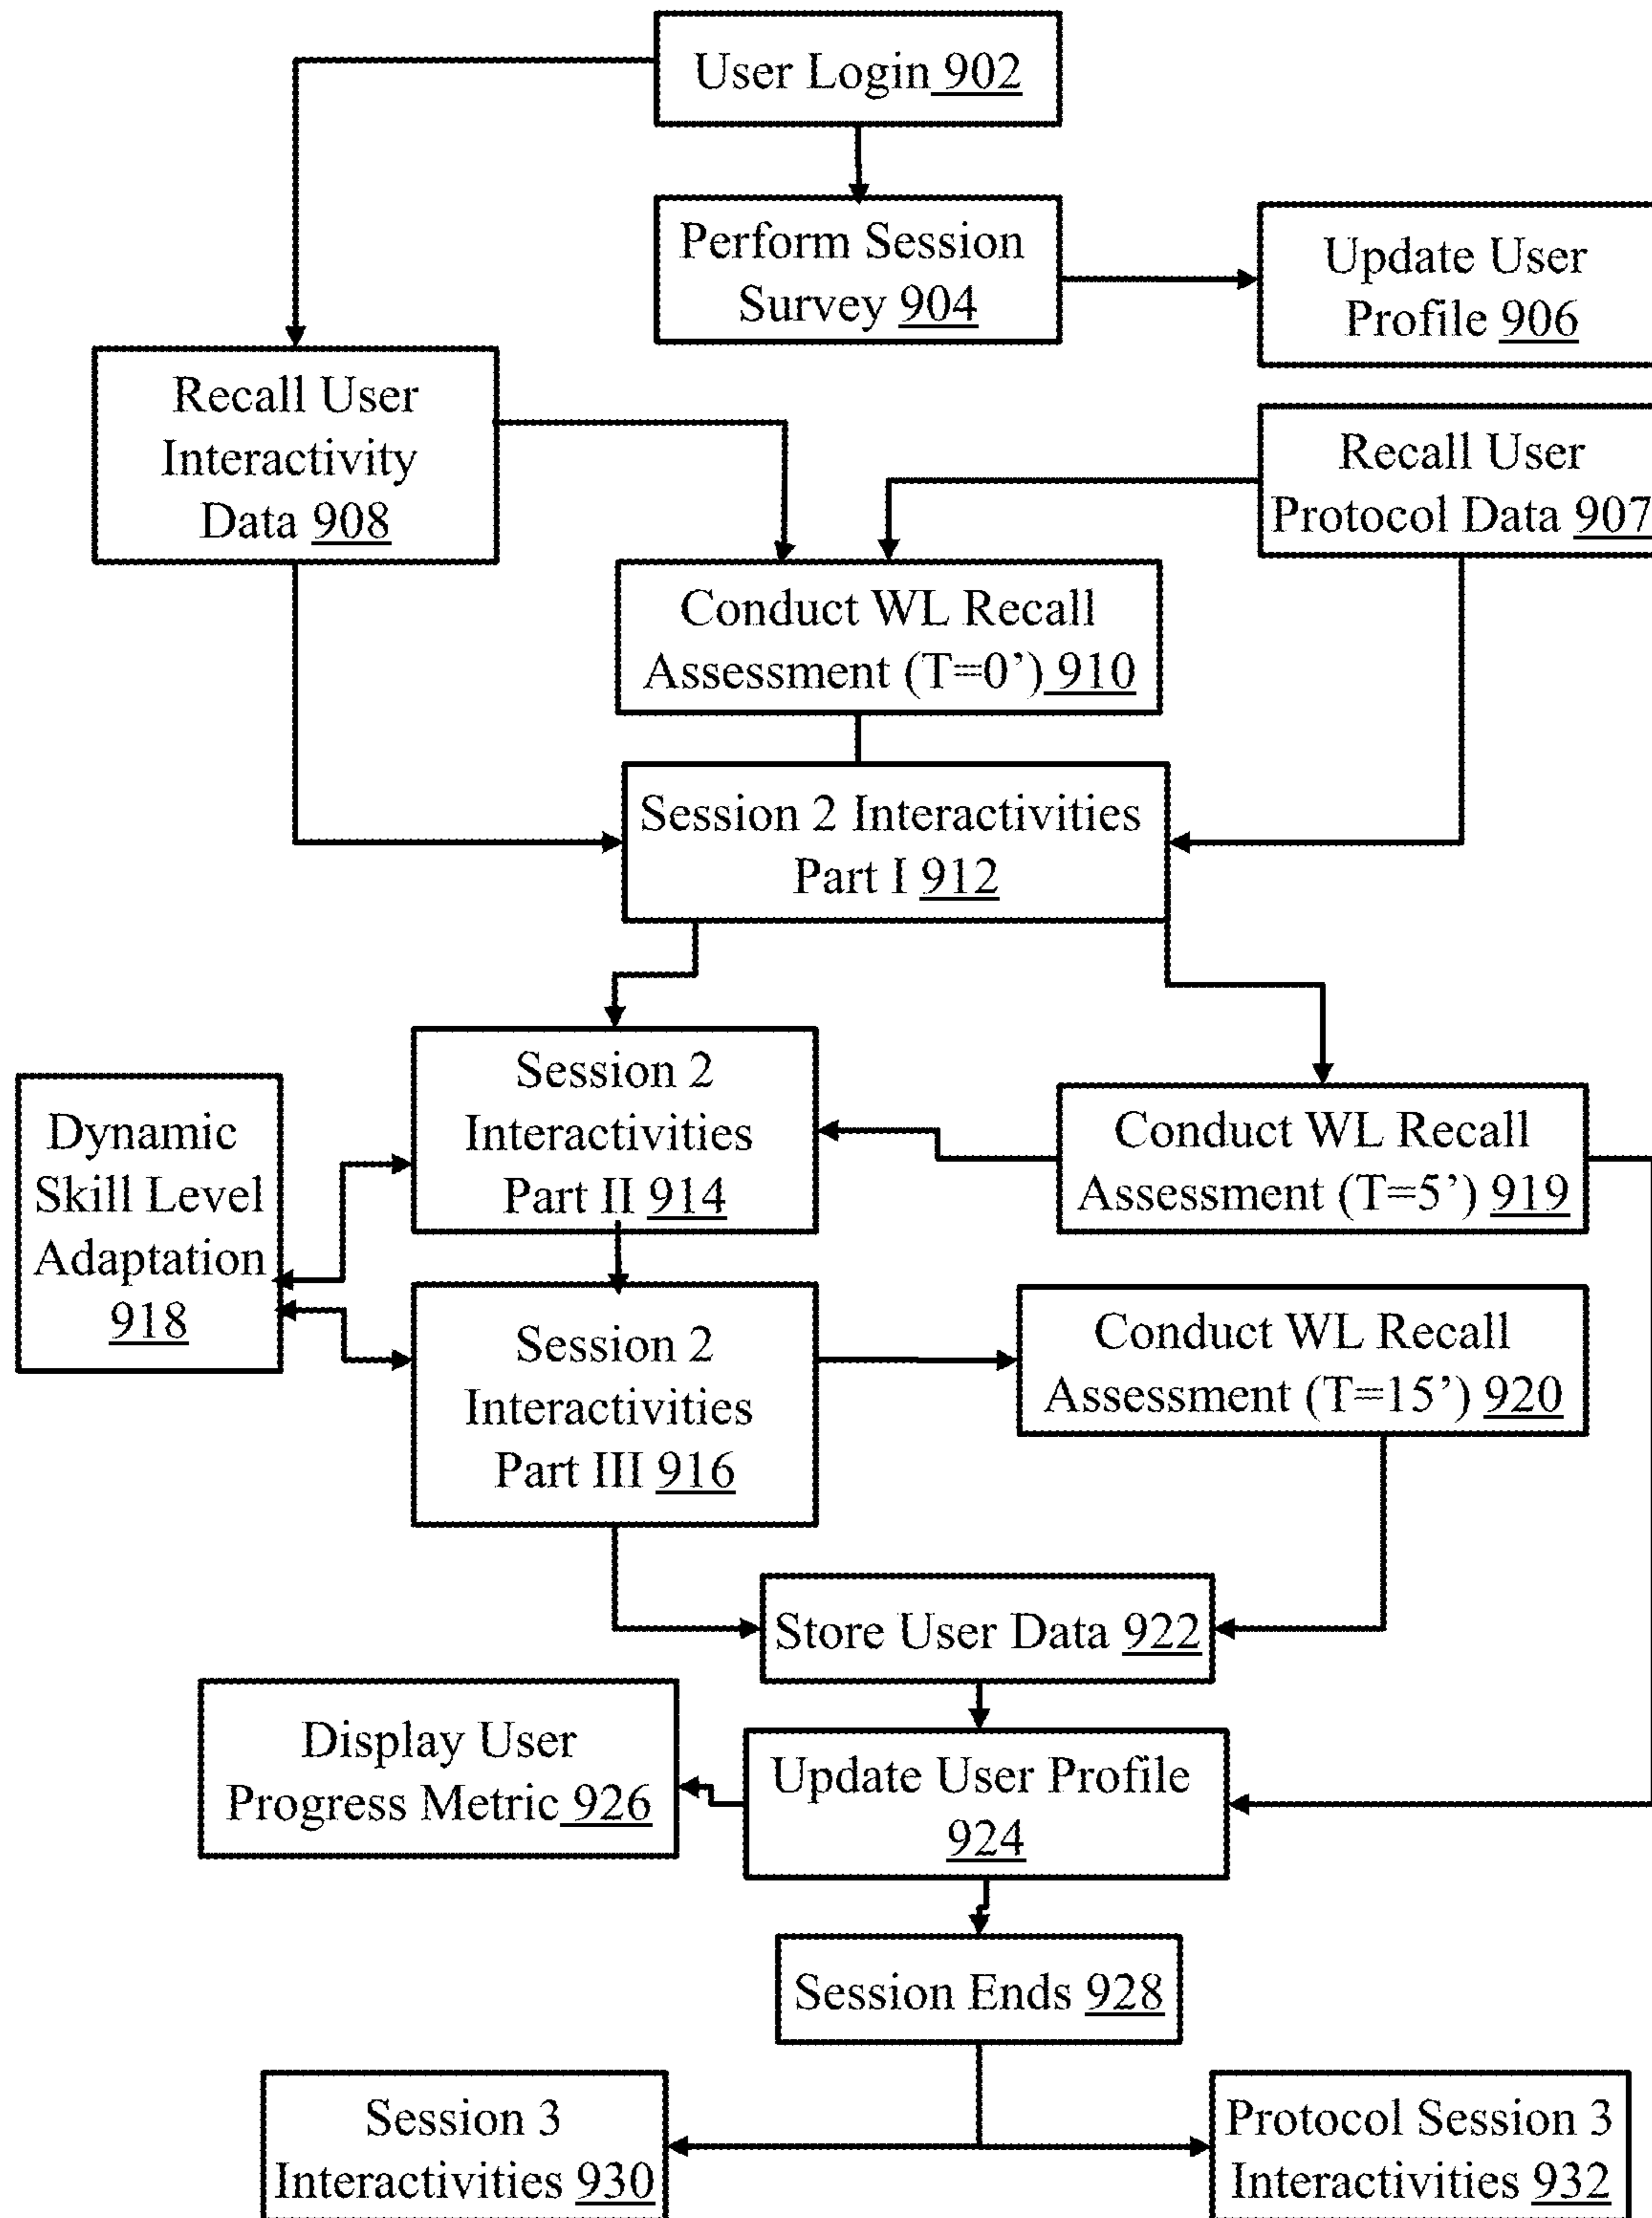 User Login 902
Perform Session
Survey 904
Update User
Profile 906
Recall User
Interactivity
Data 908
Recall User
Protocol Data 907
Conduct WL Recall
Assessment (T=0’) 910
Session 2 Interactivities
Part I 912
Session 2
Interactivities
Part II 914
Dynamic
Skill Level
Adaptation
918
Conduct WL Recall
Assessment (T=5’) 919
Session 2
Interactivities
Part III 916
Conduct WL Recall
Assessment (T=15’) 920
Store User Data 922
Display User
Progress Metric 926
Update User Profile
924
Session Ends 928
Session 3
Interactivities 930
Protocol Session 3
Interactivities 932